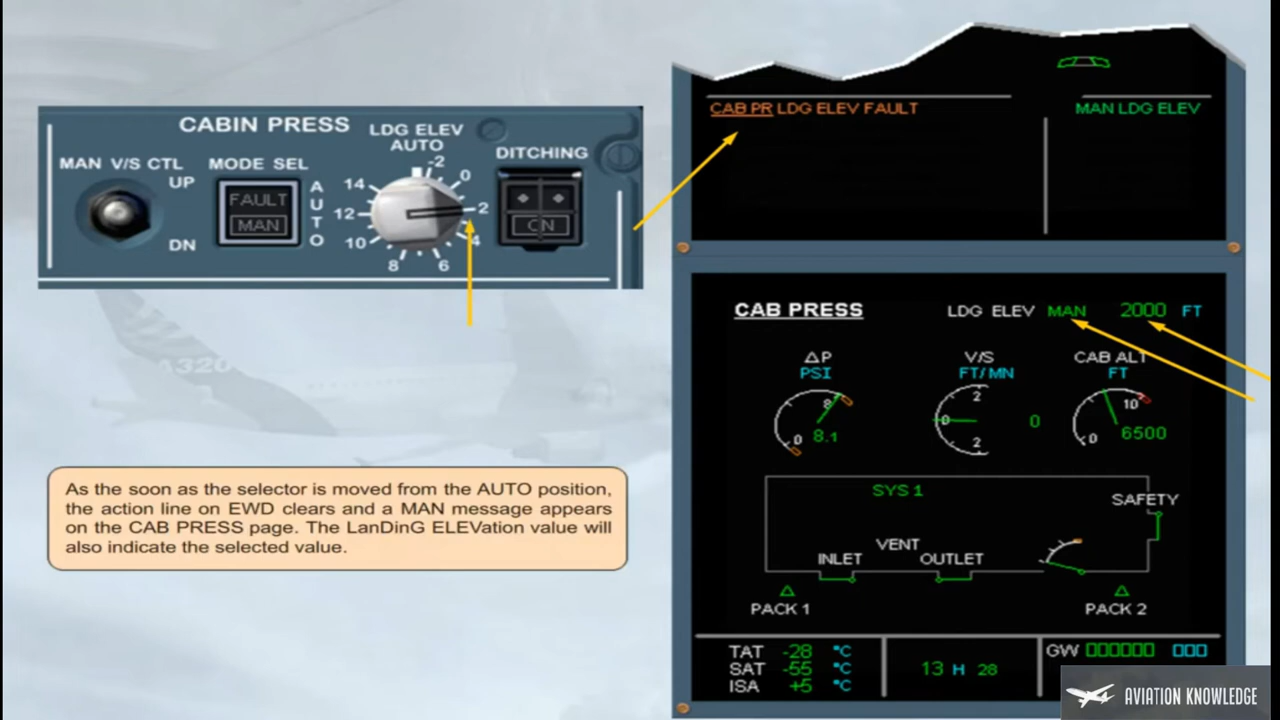 CABIN PRESS
LDG ELEV
AUTO
MAN V/S CTL
UP
DN
MODE SEL
FAULT
MAN
AUTO
-2
0
2
4
6
8
10
12
14
DITCHING
ON
A320
As the soon as the selector is moved from the AUTO position,
the action line on EWD clears and a MAN message appears
on the CAB PRESS page. The LanDinG ELEVation value will
also indicate the selected value.
CAB PR LDG ELEV FAULT
MAN LDG ELEV
CAB PRESS
LDG ELEV MAN 2000 FT
ΔP
PSI
8
0
8.1
V/S
FT/MN
2
0
2
0
CAB ALT
FT
10
0
6500
SYS 1
SAFETY
VENT
INLET
OUTLET
PACK 1
PACK 2
TAT -28 °C
SAT -55 °C
ISA +5 °C
13 H 28
GW
AVIATION KNOWLEDGE